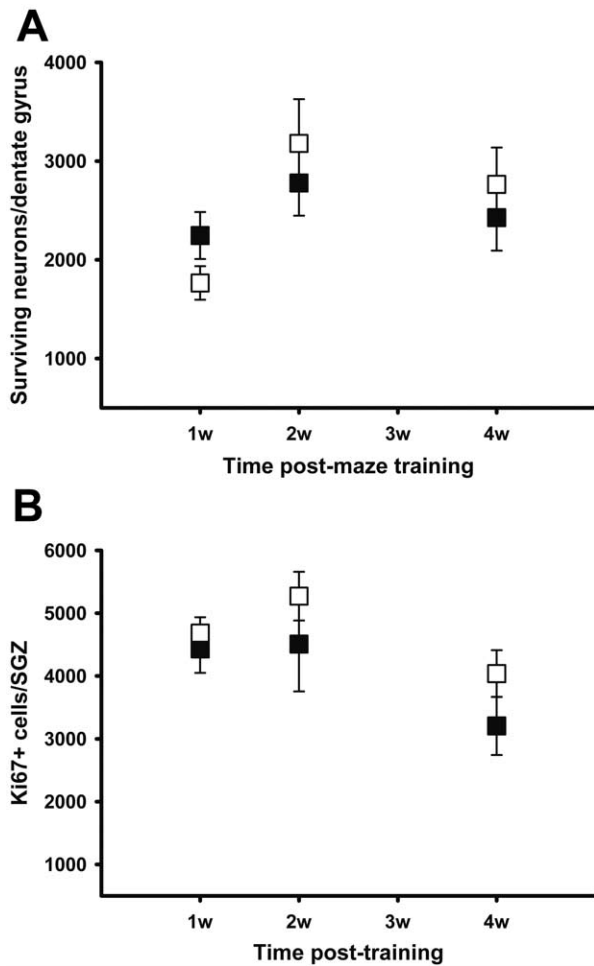 A
4000
3000
2000
1000
Surviving neurons/dentate gyrus
1w 2w 3w 4w
Time post-maze training
B
6000
5000
4000
3000
2000
1000
Ki67+ cells/SGZ
1w 2w 3w 4w
Time post-training